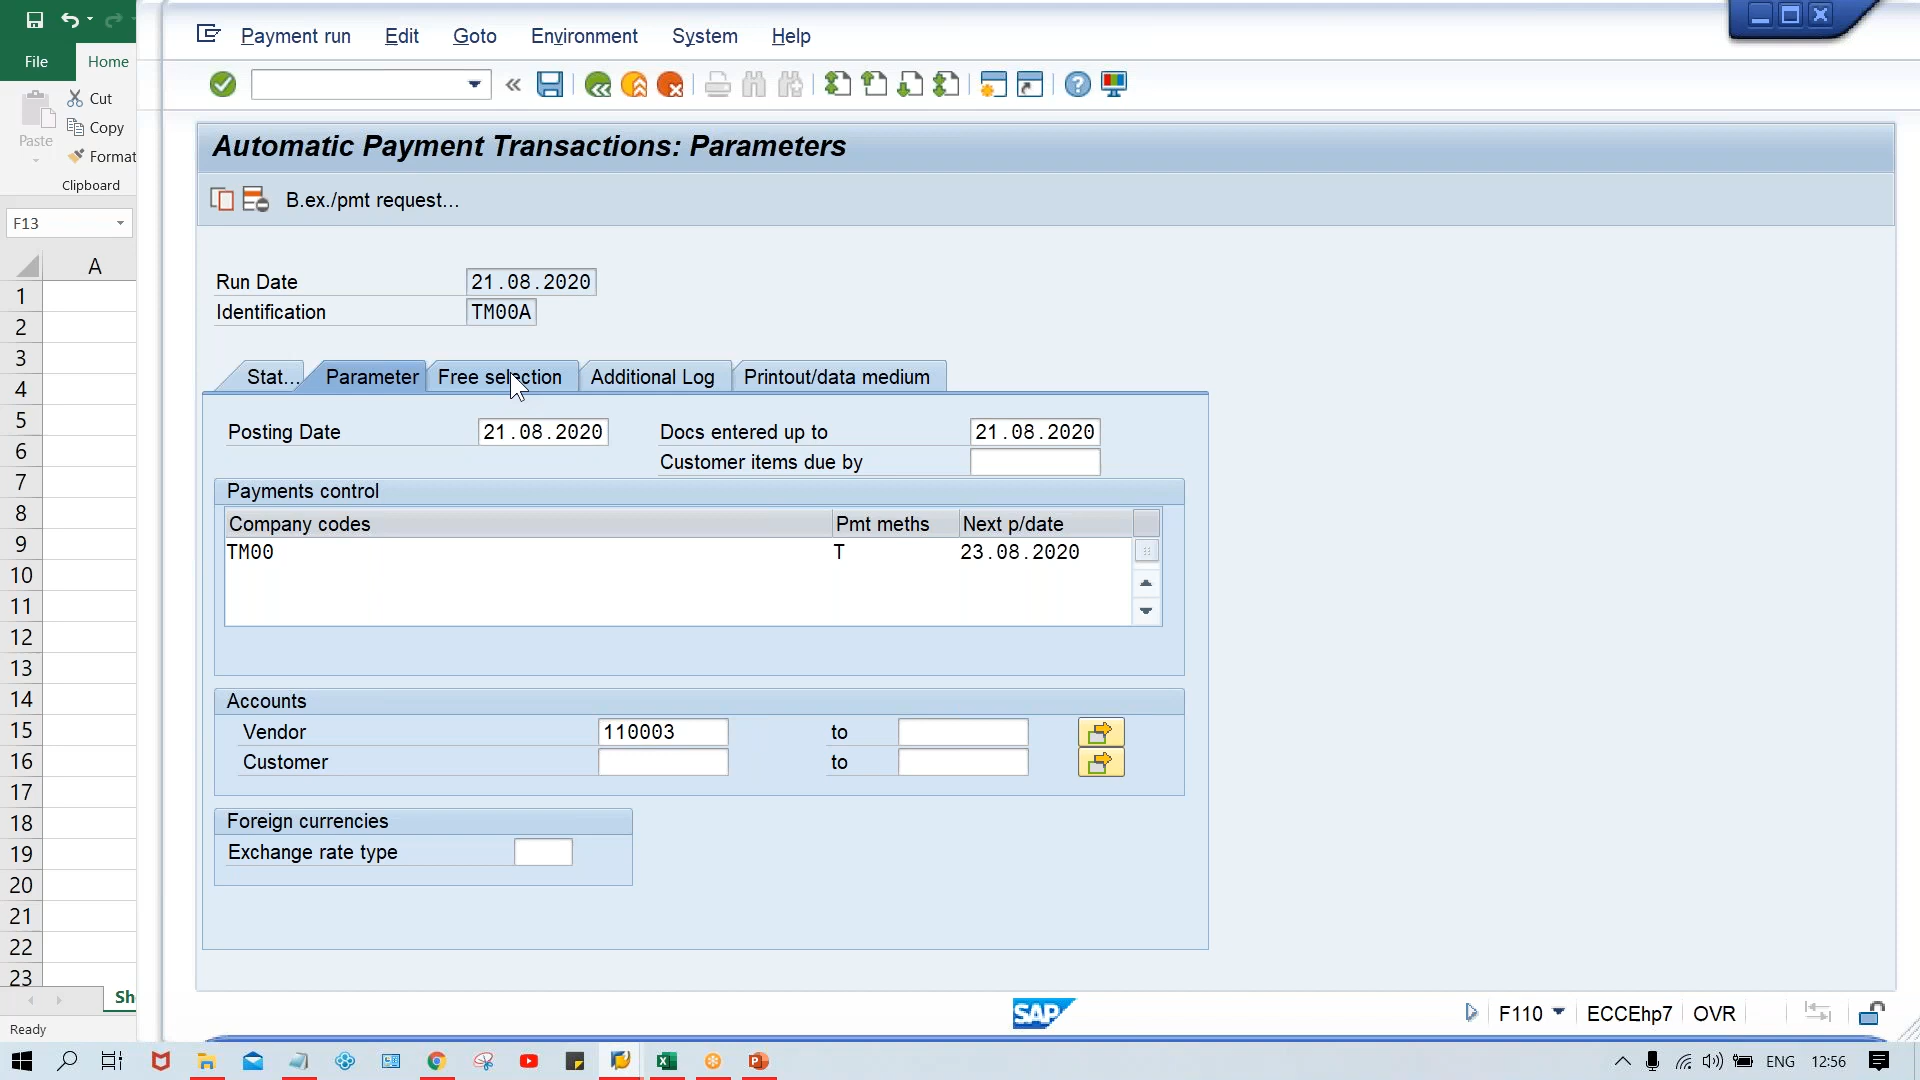 Payment run Edit Goto Environment System Help
File Home
Cut
Copy
Paste
Format
Clipboard
F13
A
1
2
3
4
5
6
7
8
9
10
11
12
13
14
15
16
17
18
19
20
21
22
23
Sh
Ready
Automatic Payment Transactions: Parameters
B.ex./pmt request...
Run Date 21.08.2020
Identification TM00A
Stat... Parameter Free selection Additional Log Printout/data medium
Posting Date 21.08.2020 Docs entered up to 21.08.2020
Customer items due by
Payments control
Company codes Pmt meths Next p/date
TM00 T 23.08.2020
Accounts
Vendor 110003 to
Customer to
Foreign currencies
Exchange rate type
SAP F110 ECCEhp7 OVR
ENG 12:56